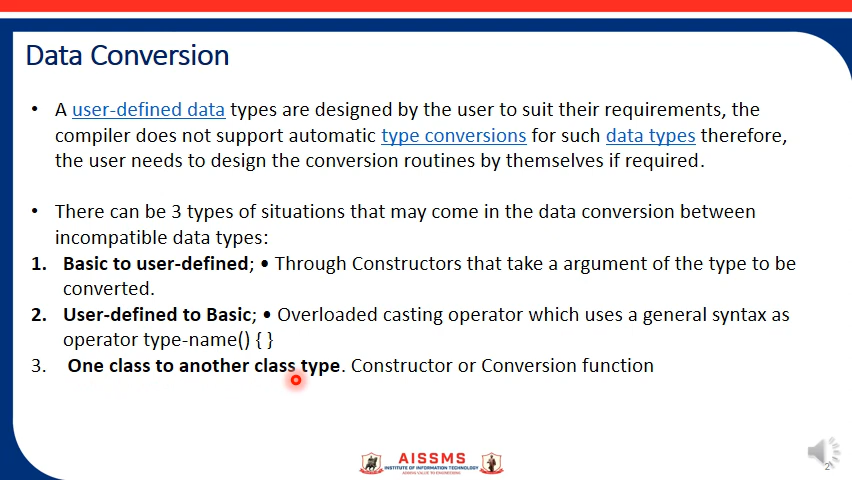 Data Conversion
• A user-defined data types are designed by the user to suit their requirements, the
compiler does not support automatic type conversions for such data types therefore,
the user needs to design the conversion routines by themselves if required.
• There can be 3 types of situations that may come in the data conversion between
incompatible data types:
1. Basic to user-defined; • Through Constructors that take a argument of the type to be
converted.
2. User-defined to Basic; • Overloaded casting operator which uses a general syntax as
operator type-name() { }
3. One class to another class type. Constructor or Conversion function
AISSMS
INSTITUTE OF INFORMATION TECHNOLOGY
ADDING VALUE TO ENGINEERING
2